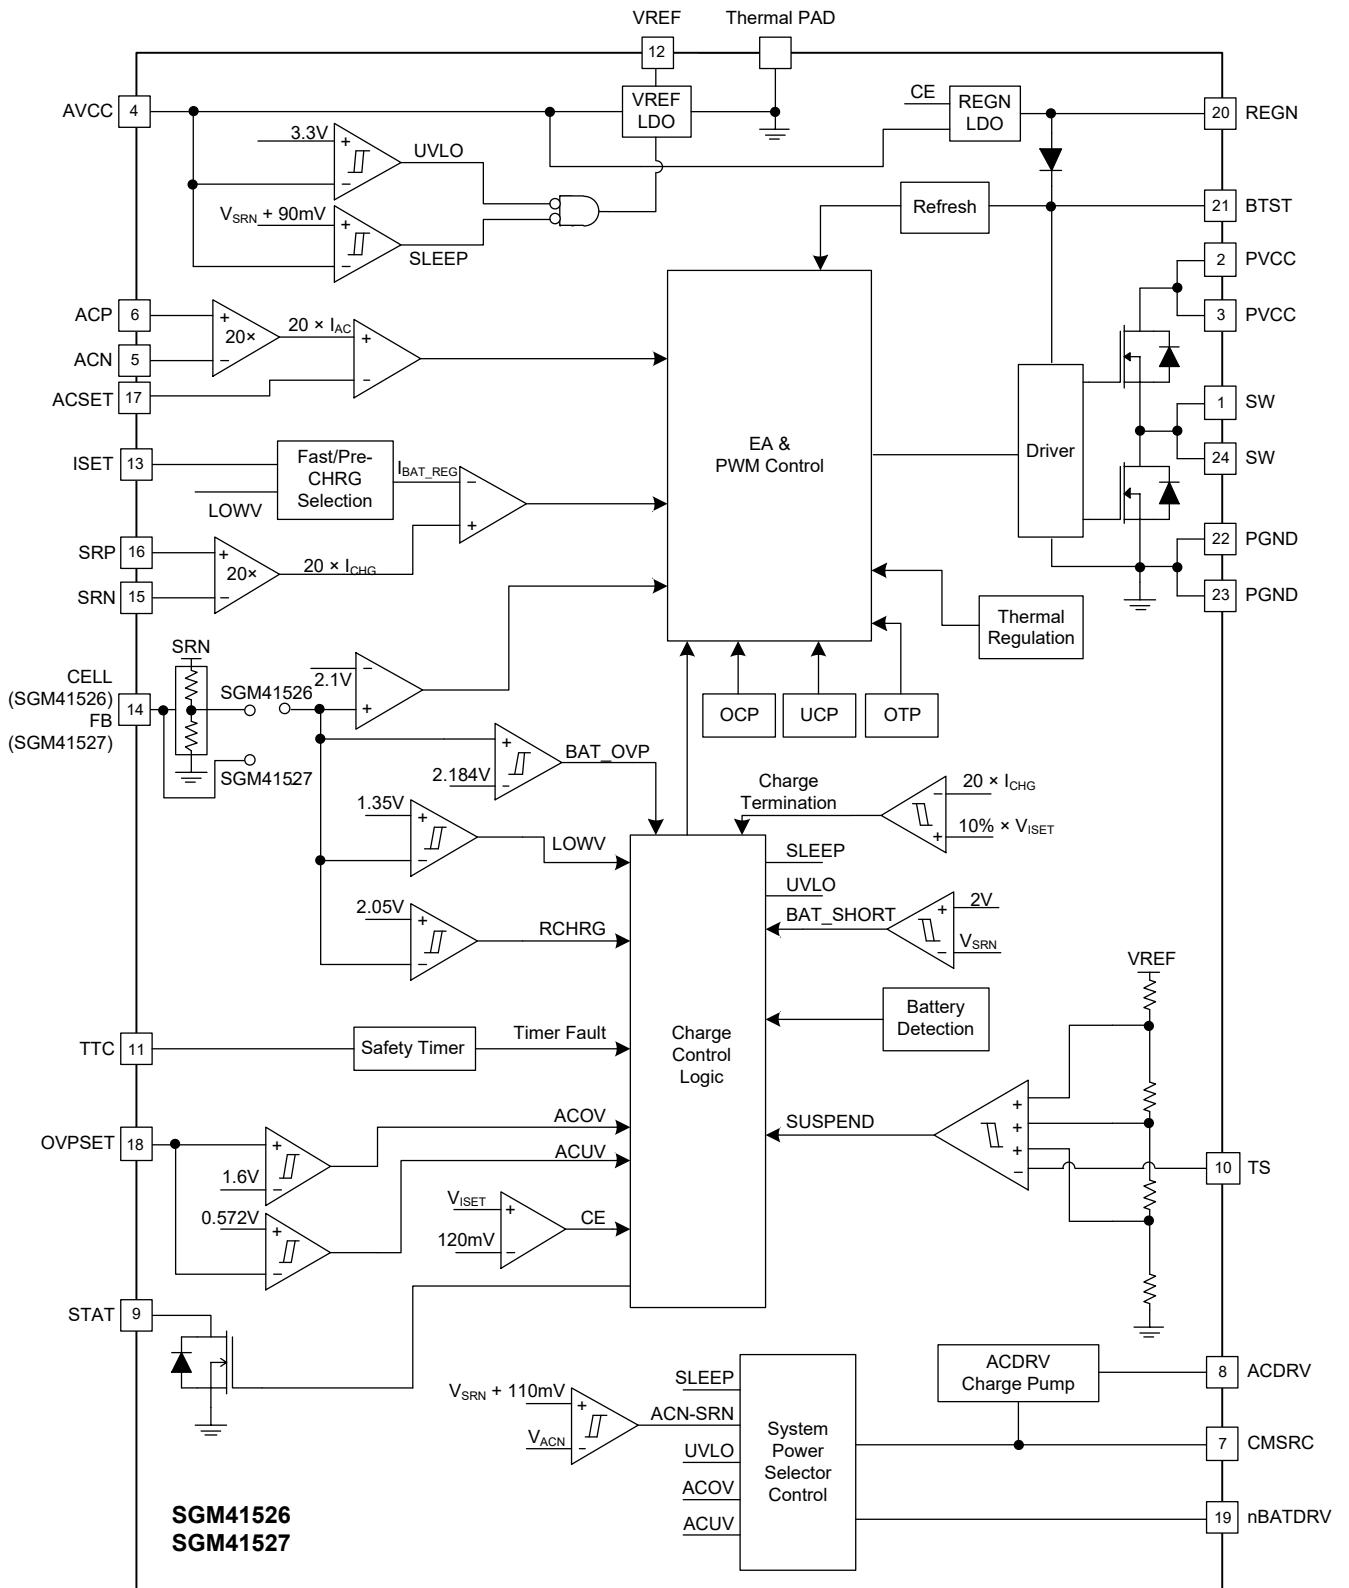 VREF
Thermal PAD
12
AVCC
4
VREF
LDO
CE
REGN
LDO
20
REGN
3.3V
+
−
UVLO
VSRN + 90mV
+
−
SLEEP
Refresh
21
BTST
2
PVCC
3
PVCC
ACP
6
+
−
20×
20 × IAC
+
−
ACN
5
ACSET
17
EA &
PWM Control
Driver
1
SW
24
SW
ISET
13
Fast/Pre-
CHRG
Selection
LOWV
IBAT_REG
−
+
SRP
16
+
−
20×
20 × ICHG
SRN
15
22
PGND
23
PGND
Thermal
Regulation
OCP
UCP
OTP
SRN
CELL
(SGM41526)
FB
(SGM41527)
14
SGM41526
SGM41527
2.1V
−
+
+
−
2.184V
BAT_OVP
1.35V
+
−
LOWV
2.05V
+
−
RCHRG
Charge
Termination
20 × ICHG
−
+
10% × VISET
SLEEP
UVLO
BAT_SHORT
2V
+
−
VSRN
Battery
Detection
VREF
TTC
11
Safety Timer
Timer Fault
Charge
Control
Logic
SUSPEND
+
+
+
−
10
TS
OVPSET
18
+
−
1.6V
ACOV
0.572V
+
−
ACUV
VISET
+
−
120mV
CE
STAT
9
VSRN + 110mV
+
−
VACN
SLEEP
ACN-SRN
UVLO
ACOV
ACUV
System
Power
Selector
Control
ACDRV
Charge Pump
8
ACDRV
7
CMSRC
19
nBATDRV
SGM41526
SGM41527